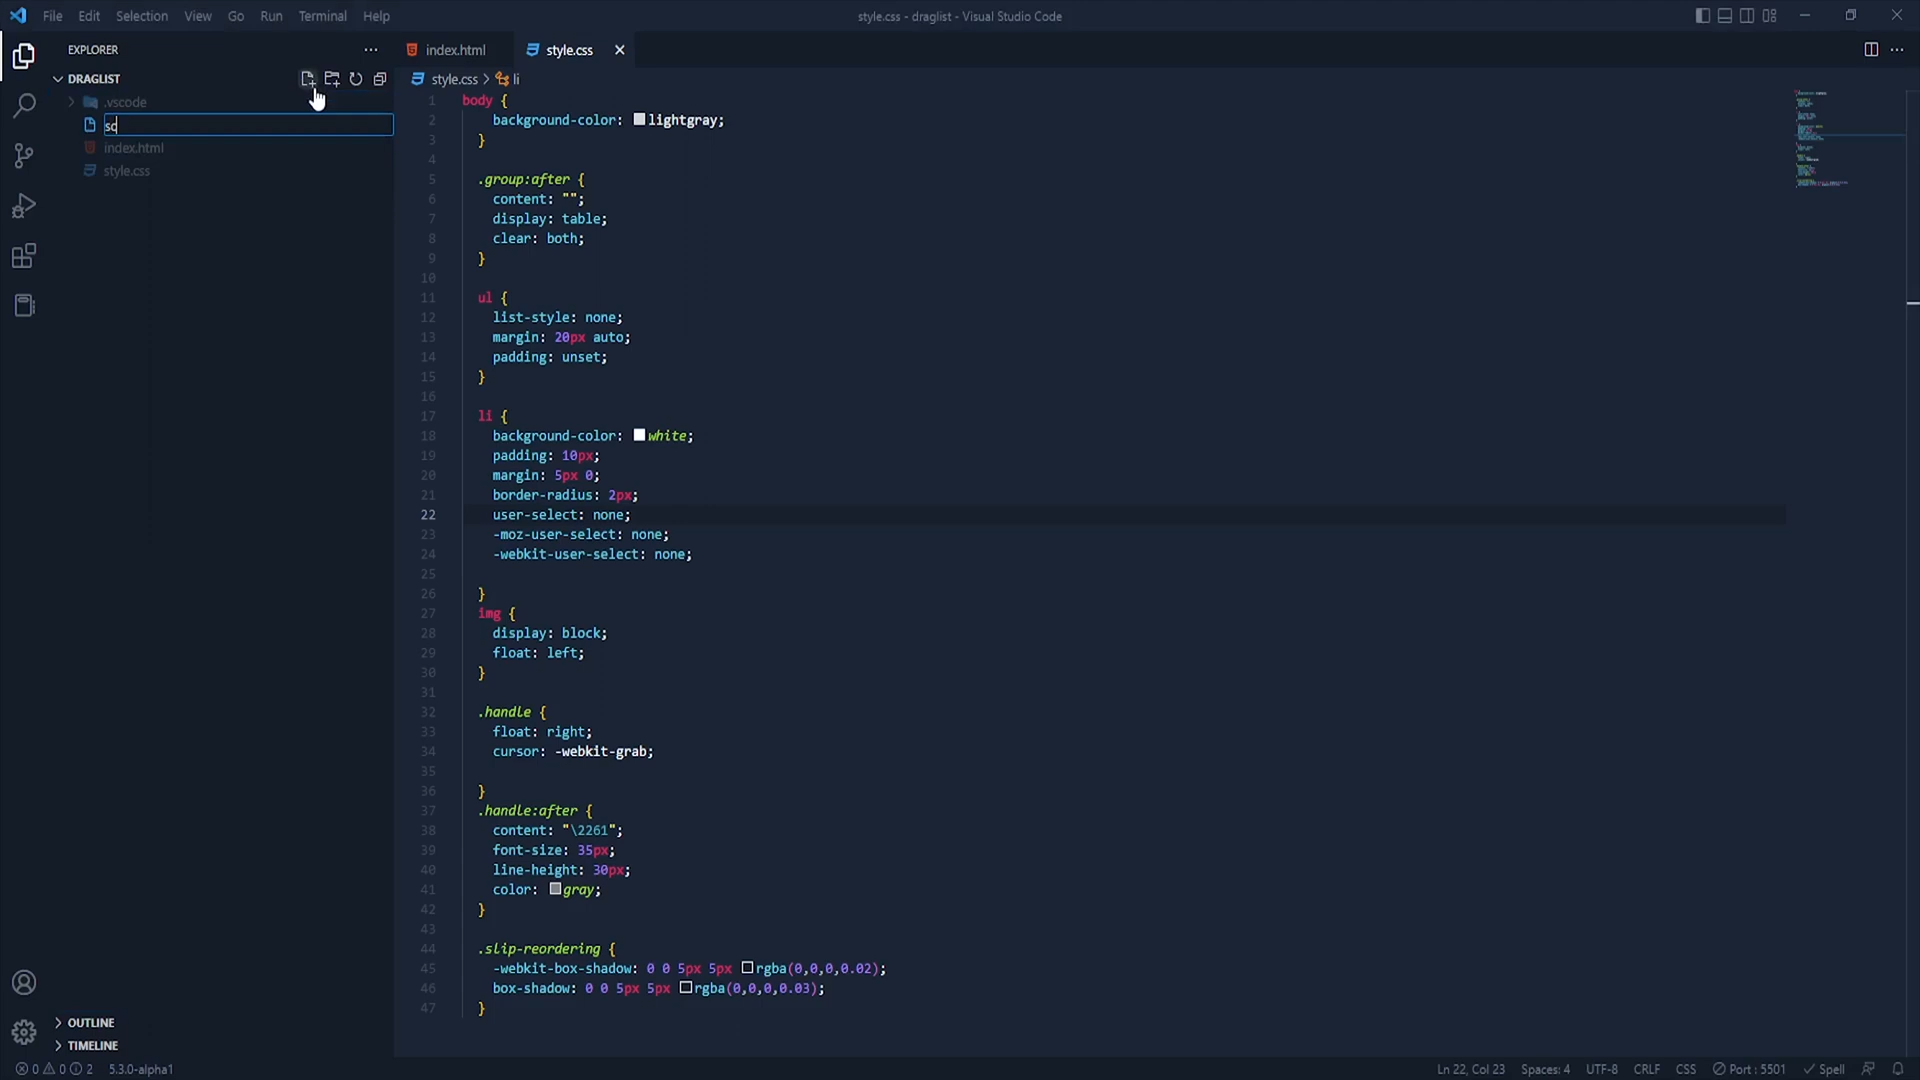 File Edit Selection View Go Run Terminal Help
style.css - draglist - Visual Studio Code
EXPLORER
DRAGLIST
.vscode
sc
index.html
style.css
OUTLINE
TIMELINE
index.html
style.css
style.css > li
1 body {
2 background-color: lightgray;
3 }
4
5 .group:after {
6 content: "";
7 display: table;
8 clear: both;
9 }
10
11 ul {
12 list-style: none;
13 margin: 20px auto;
14 padding: unset;
15 }
16
17 li {
18 background-color: white;
19 padding: 10px;
20 margin: 5px 0;
21 border-radius: 2px;
22 user-select: none;
23 -moz-user-select: none;
24 -webkit-user-select: none;
25
26 }
27 img {
28 display: block;
29 float: left;
30 }
31
32 .handle {
33 float: right;
34 cursor: -webkit-grab;
35
36 }
37 .handle:after {
38 content: "\2261";
39 font-size: 35px;
40 line-height: 30px;
41 color: gray;
42 }
43
44 .slip-reordering {
45 -webkit-box-shadow: 0 0 5px 5px rgba(0,0,0,0.02);
46 box-shadow: 0 0 5px 5px rgba(0,0,0,0.03);
47 }
0 0 2 5.3.0-alpha1
Ln 22, Col 23 Spaces: 4 UTF-8 CRLF CSS Port : 5501 Spell